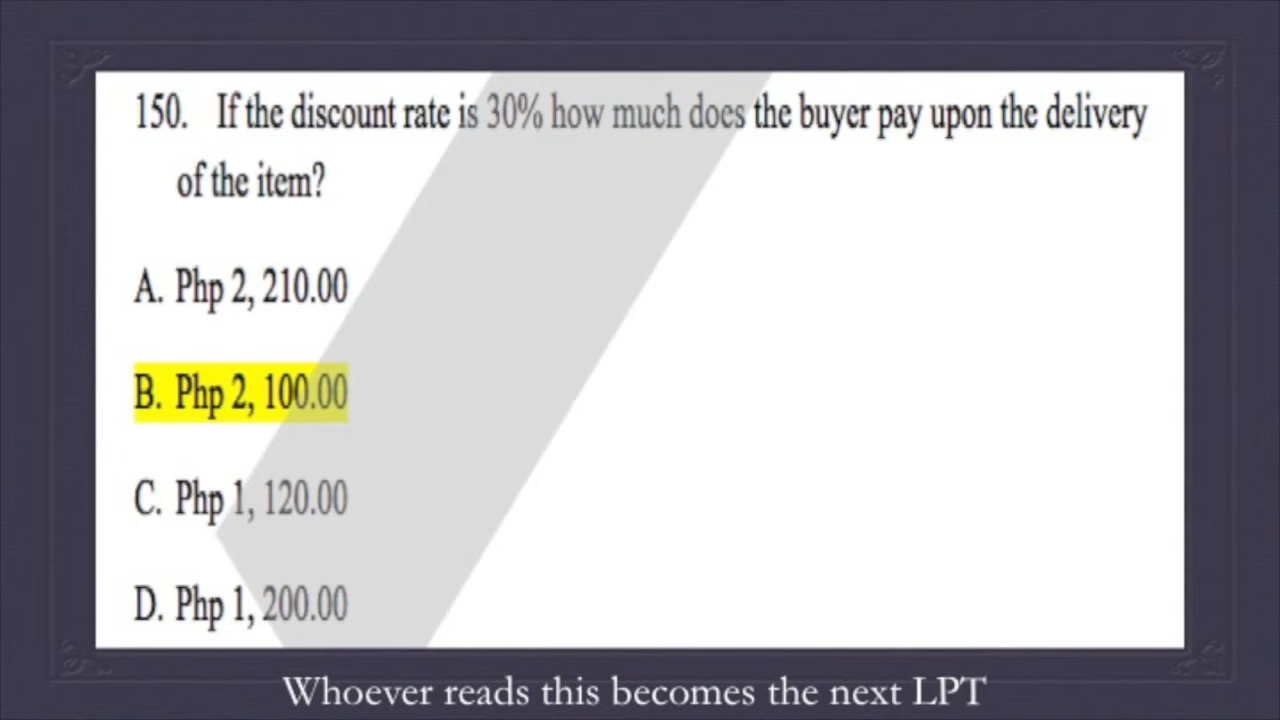 150. If the discount rate is 30% how much does the buyer pay upon the delivery
of the item?
A. Php 2, 210.00
B. Php 2, 100.00
C. Php 1, 120.00
D. Php 1, 200.00
Whoever reads this becomes the next LPT